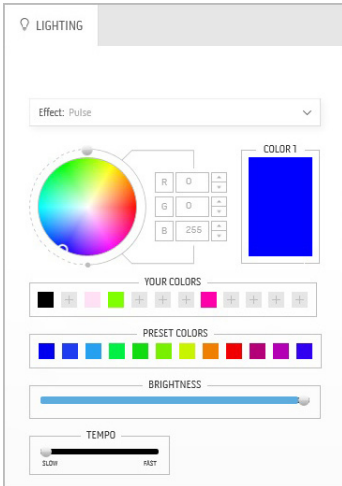 LIGHTING
Effect: Pulse
COLOR 1
R 0
G 0
B 255
YOUR COLORS
+ + + + + + + +
PRESET COLORS
BRIGHTNESS
TEMPO
SLOW FAST